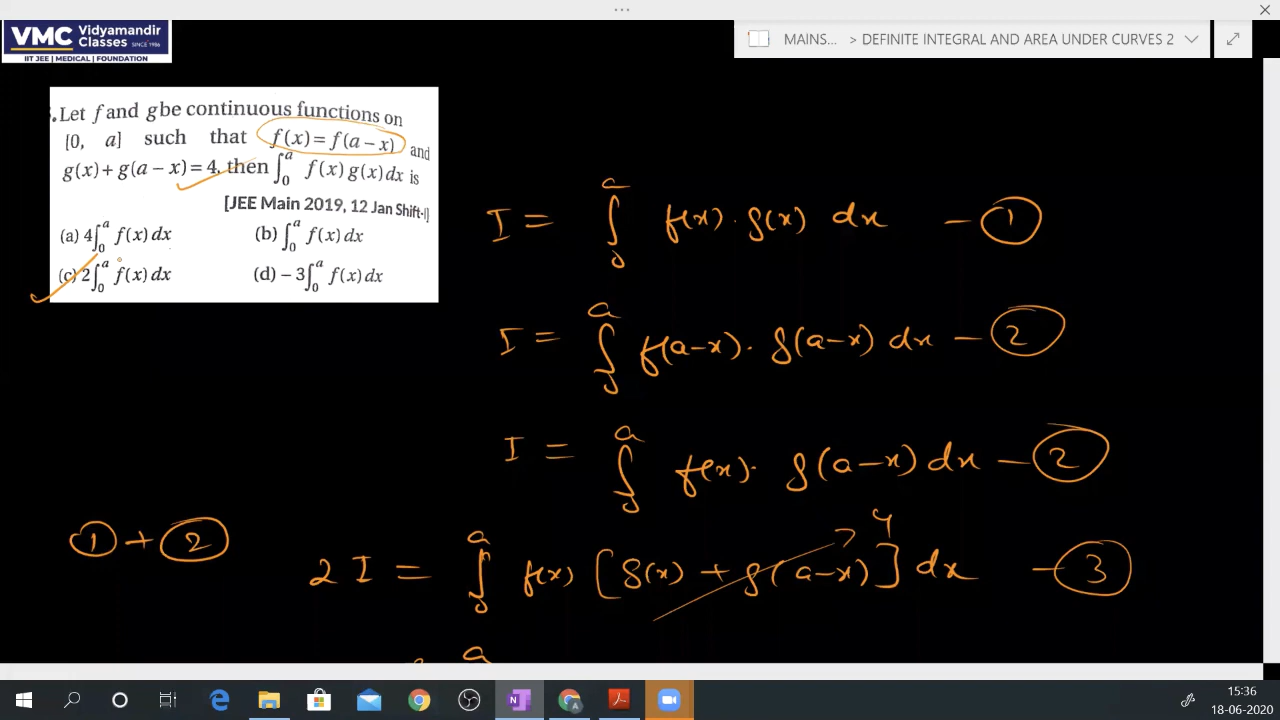 VMC Vidyamandir
Classes SINCE 1986
IIT JEE | MEDICAL | FOUNDATION
MAINS... > DEFINITE INTEGRAL AND AREA UNDER CURVES 2
. Let f and g be continuous functions on
[0, a] such that f(x) = f(a − x) and
g(x) + g(a − x) = 4, then ∫₀ᵃ f(x) g(x) dx is
[JEE Main 2019, 12 Jan Shift-I]
(a) 4∫₀ᵃ f(x) dx (b) ∫₀ᵃ f(x) dx
(c) 2∫₀ᵃ f(x) dx (d) − 3∫₀ᵃ f(x) dx
I = ∫₀ᵃ f(x) · g(x) dx − ①
I = ∫₀ᵃ f(a−x) · g(a−x) dx − ②
I = ∫₀ᵃ f(x) · g(a−x) dx − ②
① + ②
2I = ∫₀ᵃ f(x) [g(x) + g(a−x)] dx − ③
4
a
15:36
18-06-2020